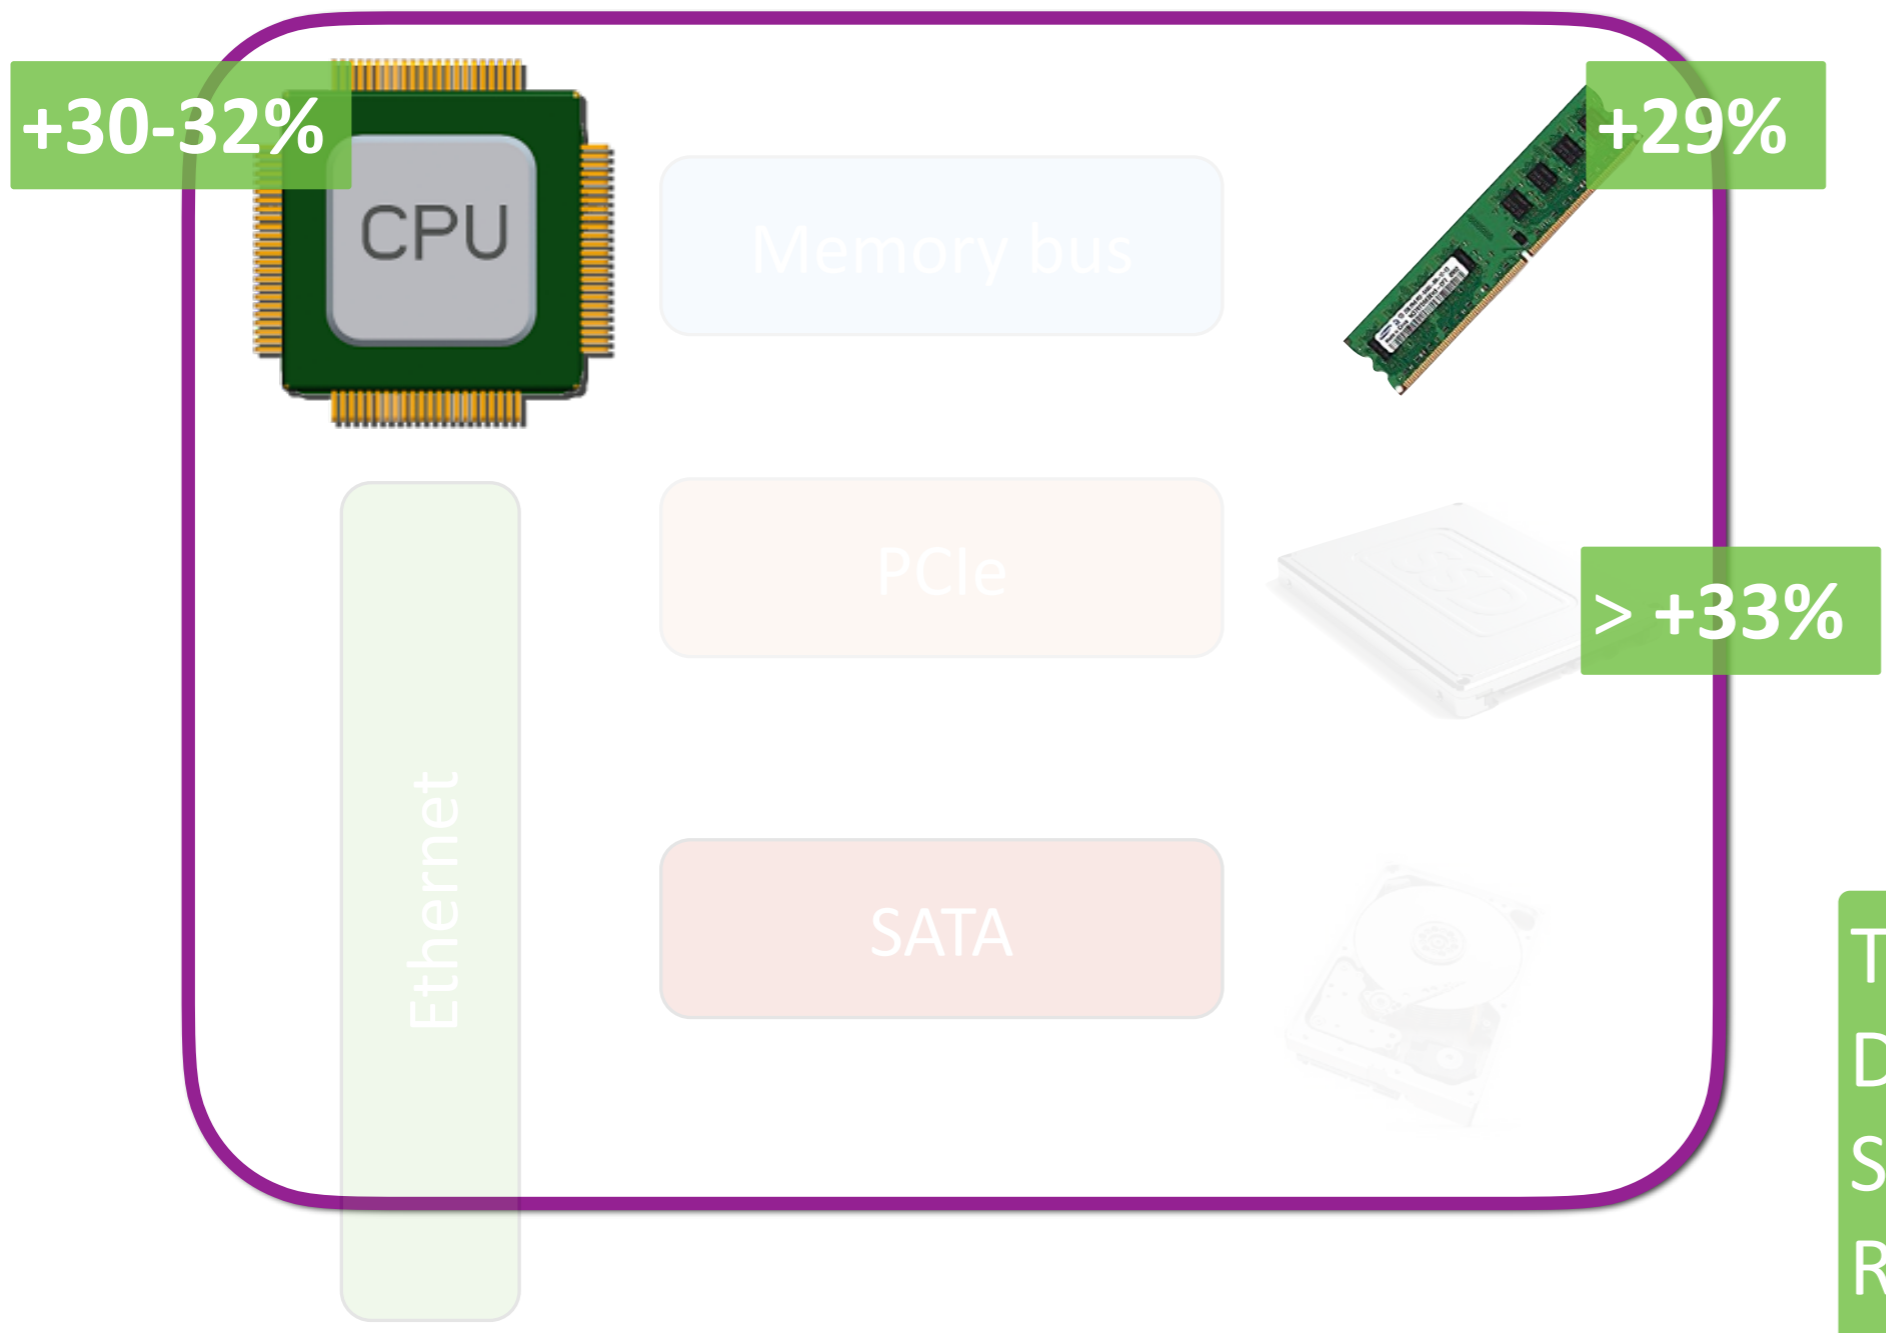 +30-32%
CPU
Memory bus
+29%
PCIe
> +33%
Ethernet
SATA
T
D
S
R